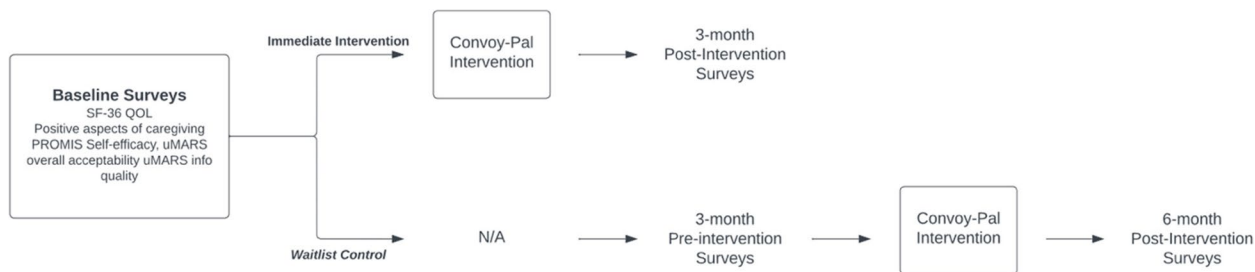 Baseline Surveys
SF-36 QOL
Positive aspects of caregiving
PROMIS Self-efficacy, uMARS
overall acceptability uMARS info
quality
Immediate Intervention
Convoy-Pal
Intervention
3-month
Post-Intervention
Surveys
Waitlist Control
N/A
3-month
Pre-intervention
Surveys
Convoy-Pal
Intervention
6-month
Post-Intervention
Surveys